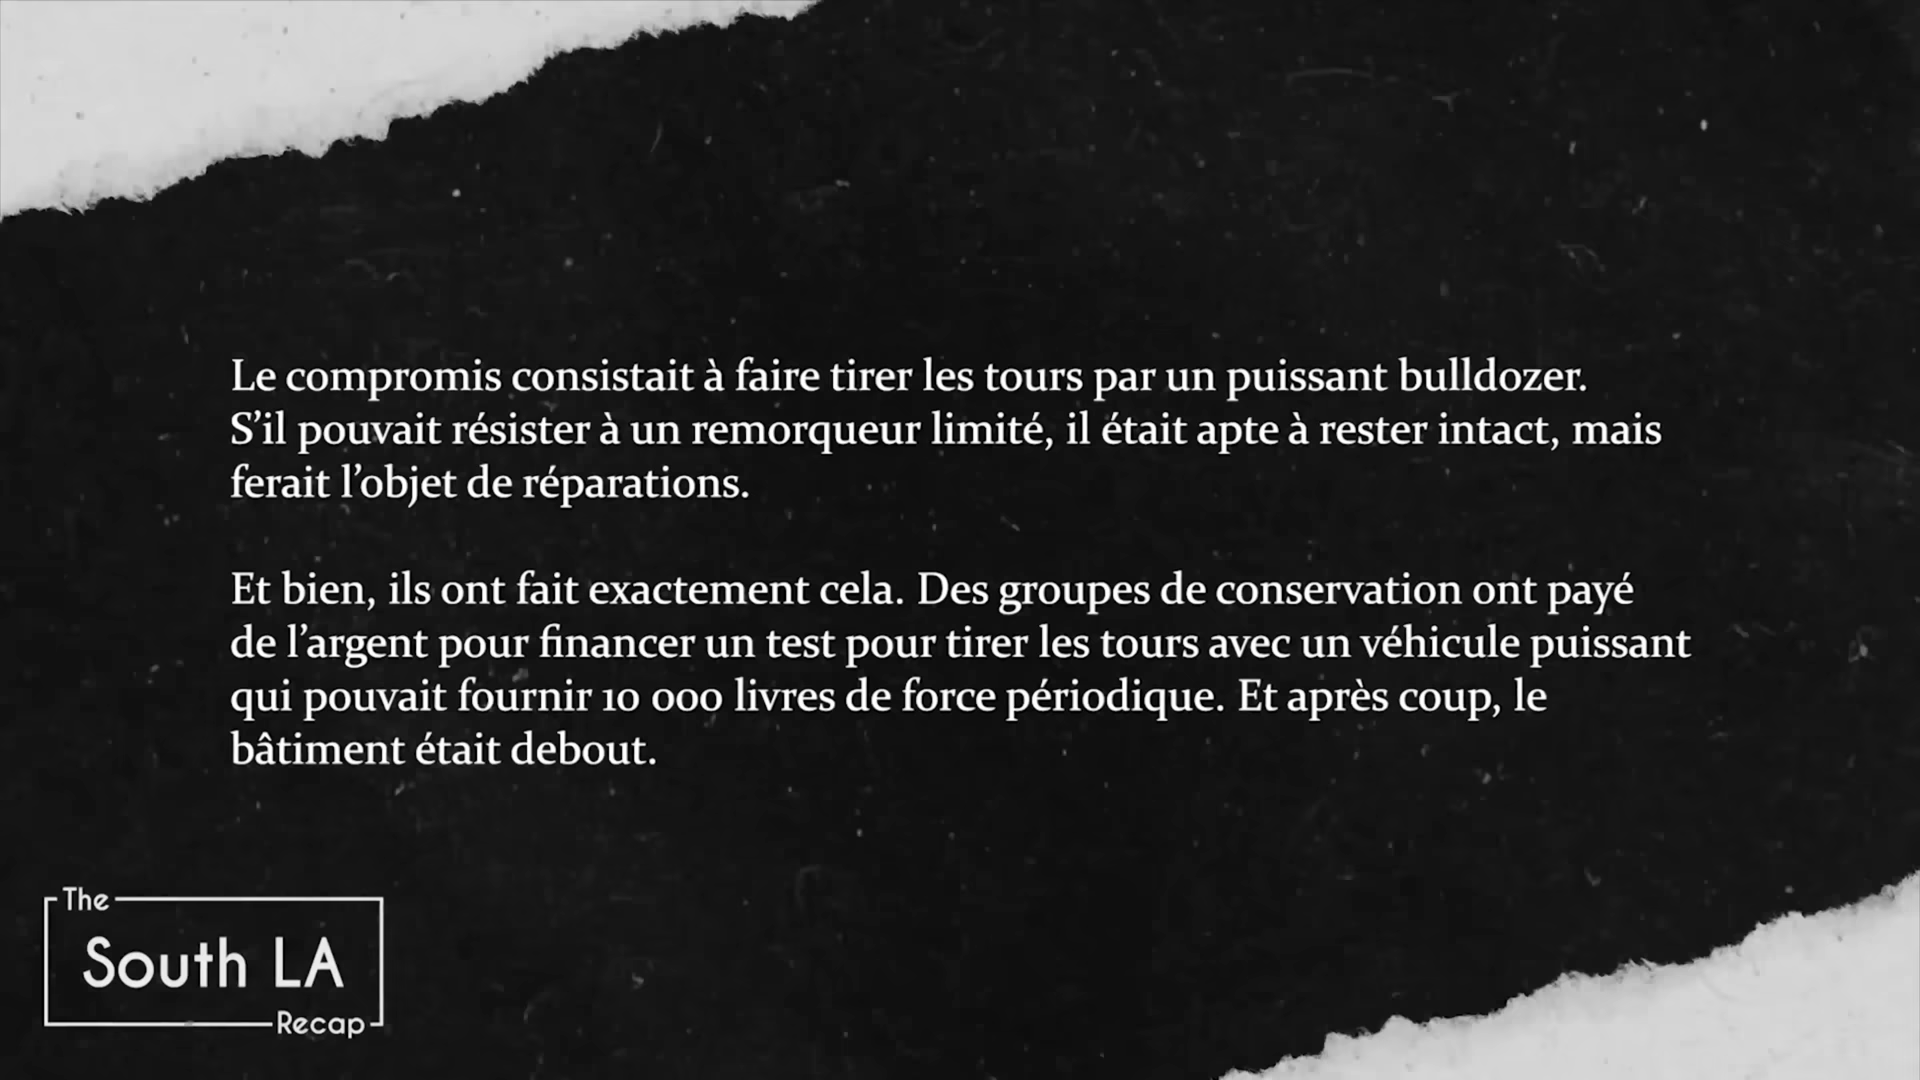 Le compromis consistait à faire tirer les tours par un puissant bulldozer.
S’il pouvait résister à un remorqueur limité, il était apte à rester intact, mais
ferait l’objet de réparations.
Et bien, ils ont fait exactement cela. Des groupes de conservation ont payé
de l’argent pour financer un test pour tirer les tours avec un véhicule puissant
qui pouvait fournir 10 000 livres de force périodique. Et après coup, le
bâtiment était debout.
The
South LA
Recap